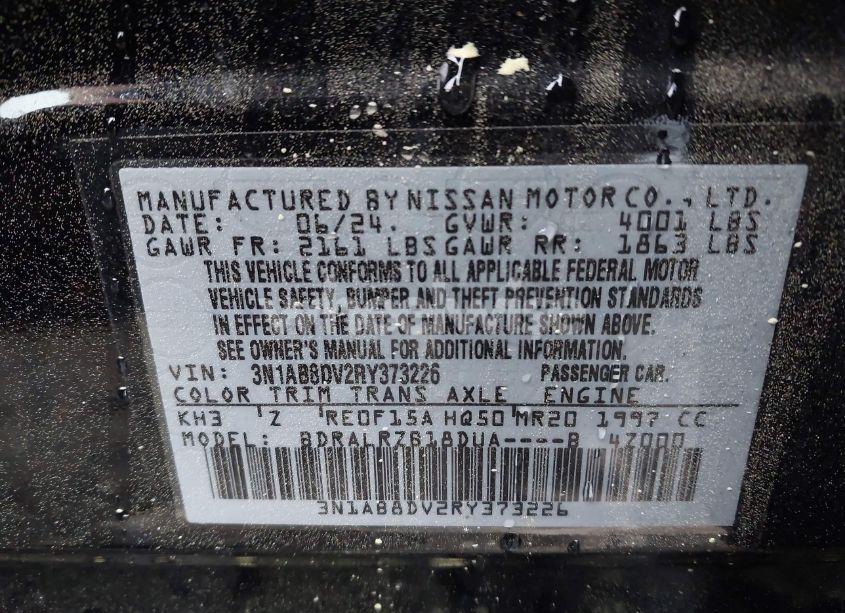 MANUFACTURED BY NISSAN MOTOR CO., LTD.
DATE: 06/24. GVWR: 4001 LBS
GAWR FR: 2161 LBS GAWR RR: 1863 LBS
THIS VEHICLE CONFORMS TO ALL APPLICABLE FEDERAL MOTOR
VEHICLE SAFETY, BUMPER AND THEFT PREVENTION STANDARDS
IN EFFECT ON THE DATE OF MANUFACTURE SHOWN ABOVE.
SEE OWNER'S MANUAL FOR ADDITIONAL INFORMATION.
VIN: 3N1AB8DV2RY373226 PASSENGER CAR.
COLOR TRIM TRANS AXLE ENGINE
KH3 Z RE0F15A HQ50 MR20 1997 CC
MODEL: BDRALRZB18DUA----B 4Z000
3N1AB8DV2RY373226